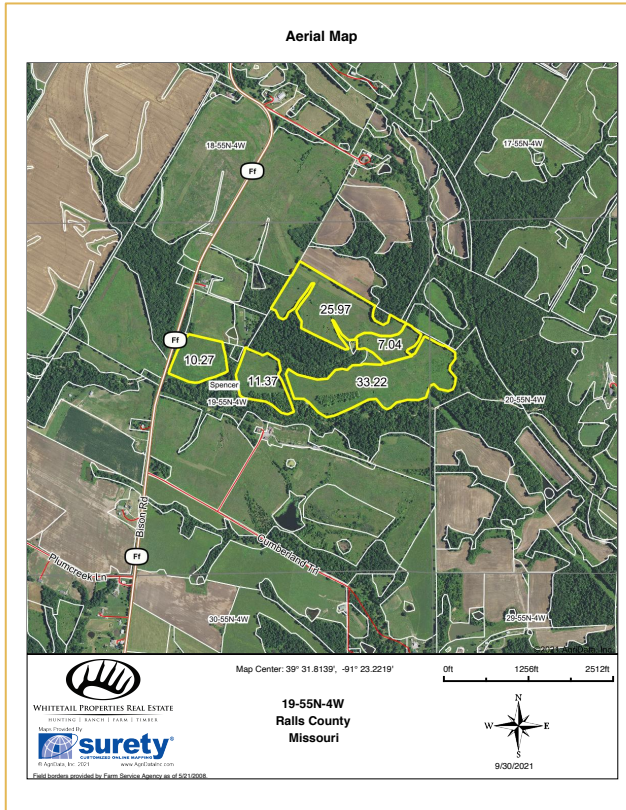 Aerial Map
18-55N-4W
17-55N-4W
Ff
25.97
Ff
7.04
10.27
11.37
33.22
Spencer
19-55N-4W
20-55N-4W
Bison Rd
Cumberland Trl
Ff
Plumcreek Ln
30-55N-4W
29-55N-4W
©2021 AgriData, Inc.
Map Center: 39° 31.8139', -91° 23.2219'
0ft 1256ft 2512ft
WHITETAIL PROPERTIES REAL ESTATE
HUNTING | RANCH | FARM | TIMBER
Maps Provided By
surety®
CUSTOMIZED ONLINE MAPPING
© AgriData, Inc. 2021 www.AgriDataInc.com
19-55N-4W
Ralls County
Missouri
N
W E
S
9/30/2021
Field borders provided by Farm Service Agency as of 5/21/2008.